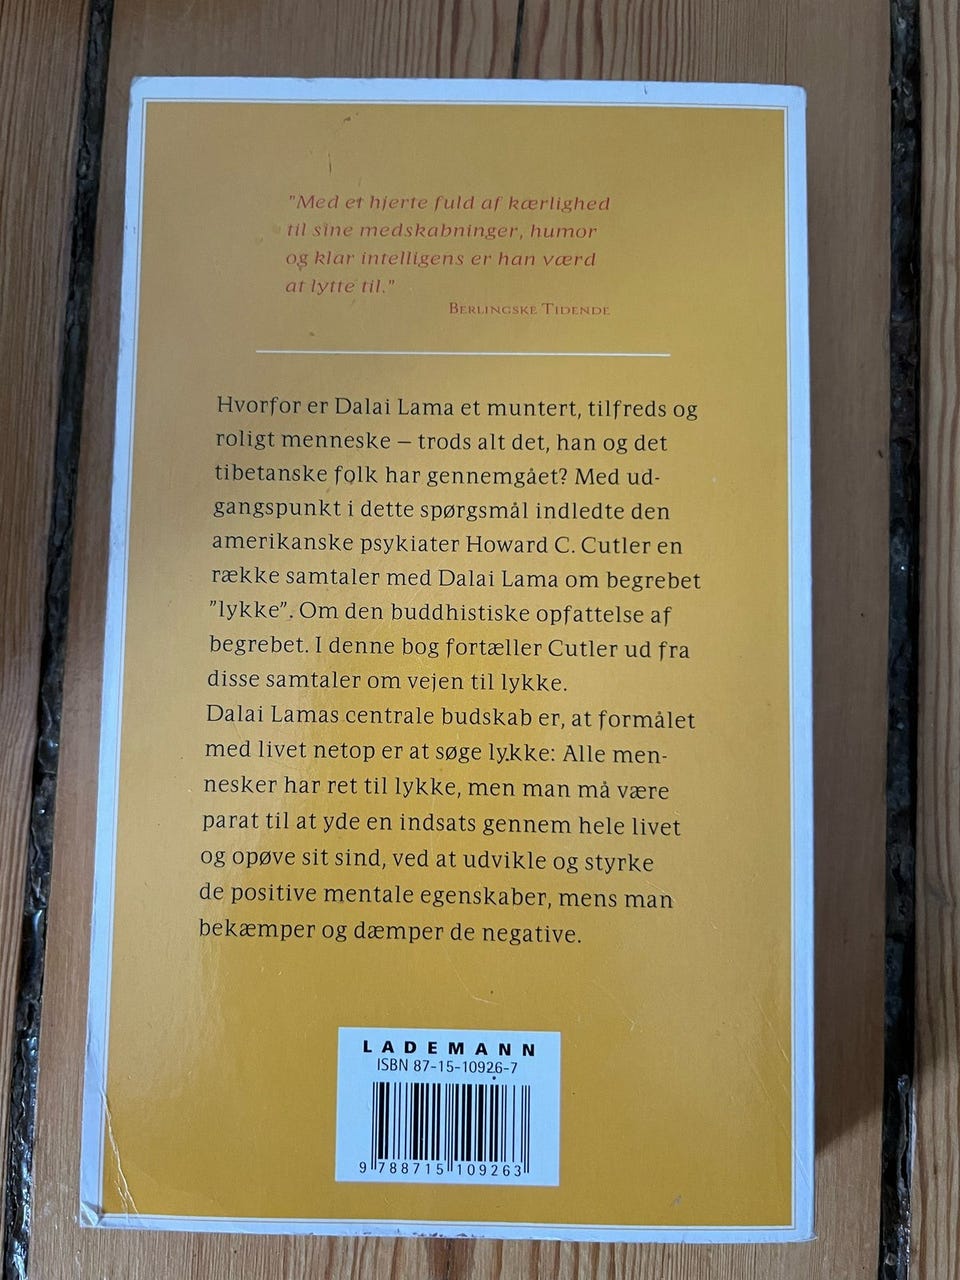 "Med et hjerte fuld af kærlighed
til sine medskabninger, humor
og klar intelligens er han værd
at lytte til."
BERLINGSKE TIDENDE
Hvorfor er Dalai Lama et muntert, tilfreds og
roligt menneske – trods alt det, han og det
tibetanske folk har gennemgået? Med ud-
gangspunkt i dette spørgsmål indledte den
amerikanske psykiater Howard C. Cutler en
række samtaler med Dalai Lama om begrebet
"lykke". Om den buddhistiske opfattelse af
begrebet. I denne bog fortæller Cutler ud fra
disse samtaler om vejen til lykke.
Dalai Lamas centrale budskab er, at formålet
med livet netop er at søge lykke: Alle men-
nesker har ret til lykke, men man må være
parat til at yde en indsats gennem hele livet
og opøve sit sind, ved at udvikle og styrke
de positive mentale egenskaber, mens man
bekæmper og dæmper de negative.
LADEMANN
ISBN 87-15-10926-7
9 788715 109263